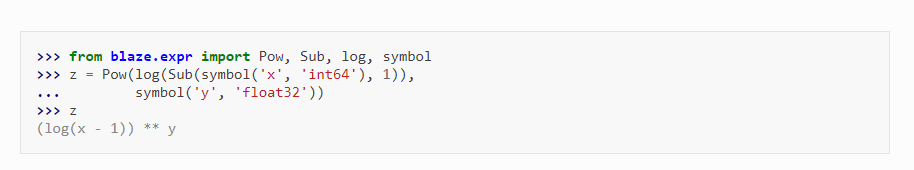 >>> from blaze.expr import Pow, Sub, log, symbol
>>> z = Pow(log(Sub(symbol('x', 'int64'), 1)),
...         symbol('y', 'float32'))
>>> z
(log(x - 1)) ** y